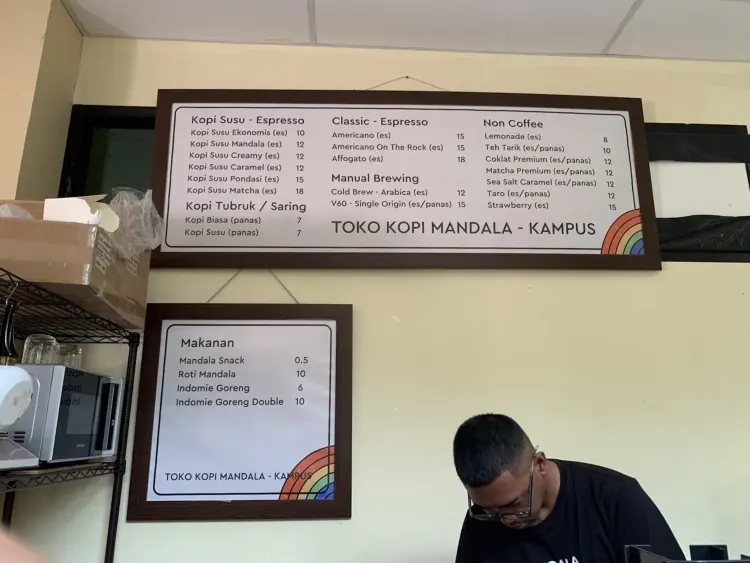 Kopi Susu - Espresso
Kopi Susu Ekonomis (es) 10
Kopi Susu Mandala (es) 12
Kopi Susu Creamy (es) 12
Kopi Susu Caramel (es) 12
Kopi Susu Pondasi (es) 15
Kopi Susu Matcha (es) 18
Kopi Tubruk / Saring
Kopi Biasa (panas) 7
Kopi Susu (panas) 7
Classic - Espresso
Americano (es) 15
Americano On The Rock (es) 15
Affogato (es) 18
Manual Brewing
Cold Brew - Arabica (es) 12
V60 - Single Origin (es/panas) 15
Non Coffee
Lemonade (es) 8
Teh Tarik (es/panas) 10
Coklat Premium (es/panas) 12
Matcha Premium (es/panas) 12
Sea Salt Caramel (es/panas) 12
Taro (es/panas) 12
Strawberry (es) 15
TOKO KOPI MANDALA - KAMPUS
Makanan
Mandala Snack 0.5
Roti Mandala 10
Indomie Goreng 6
Indomie Goreng Double 10
TOKO KOPI MANDALA - KAMPUS